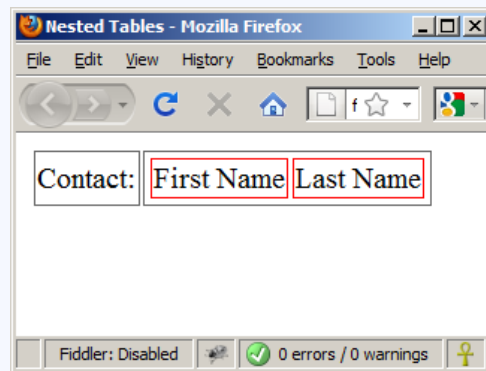 Nested Tables - Mozilla Firefox
File Edit View History Bookmarks Tools Help
f
Contact: First Name Last Name
Fiddler: Disabled 0 errors / 0 warnings